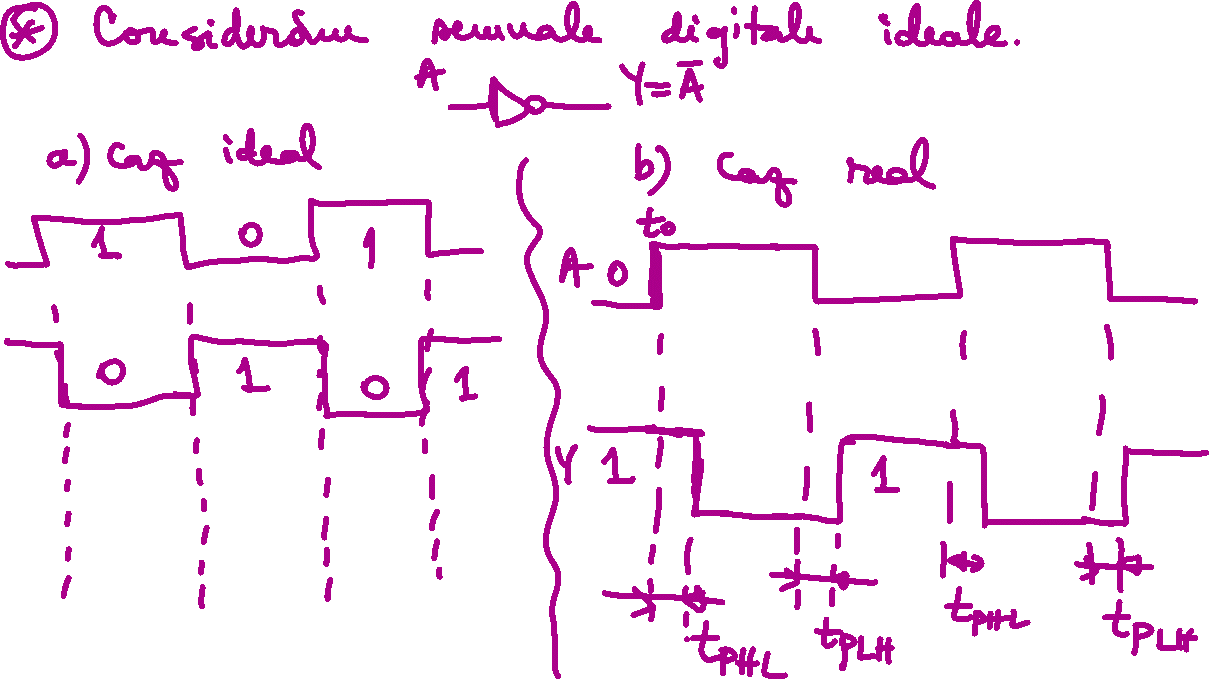 ⊛ Considerăm semnale digitale ideale.
A Y=A̅
a) Caz ideal
b) Caz real
1 0 1
t₀
A 0
0 1 0 1
Y 1 1
tPHL tPLH tPHL tPLH